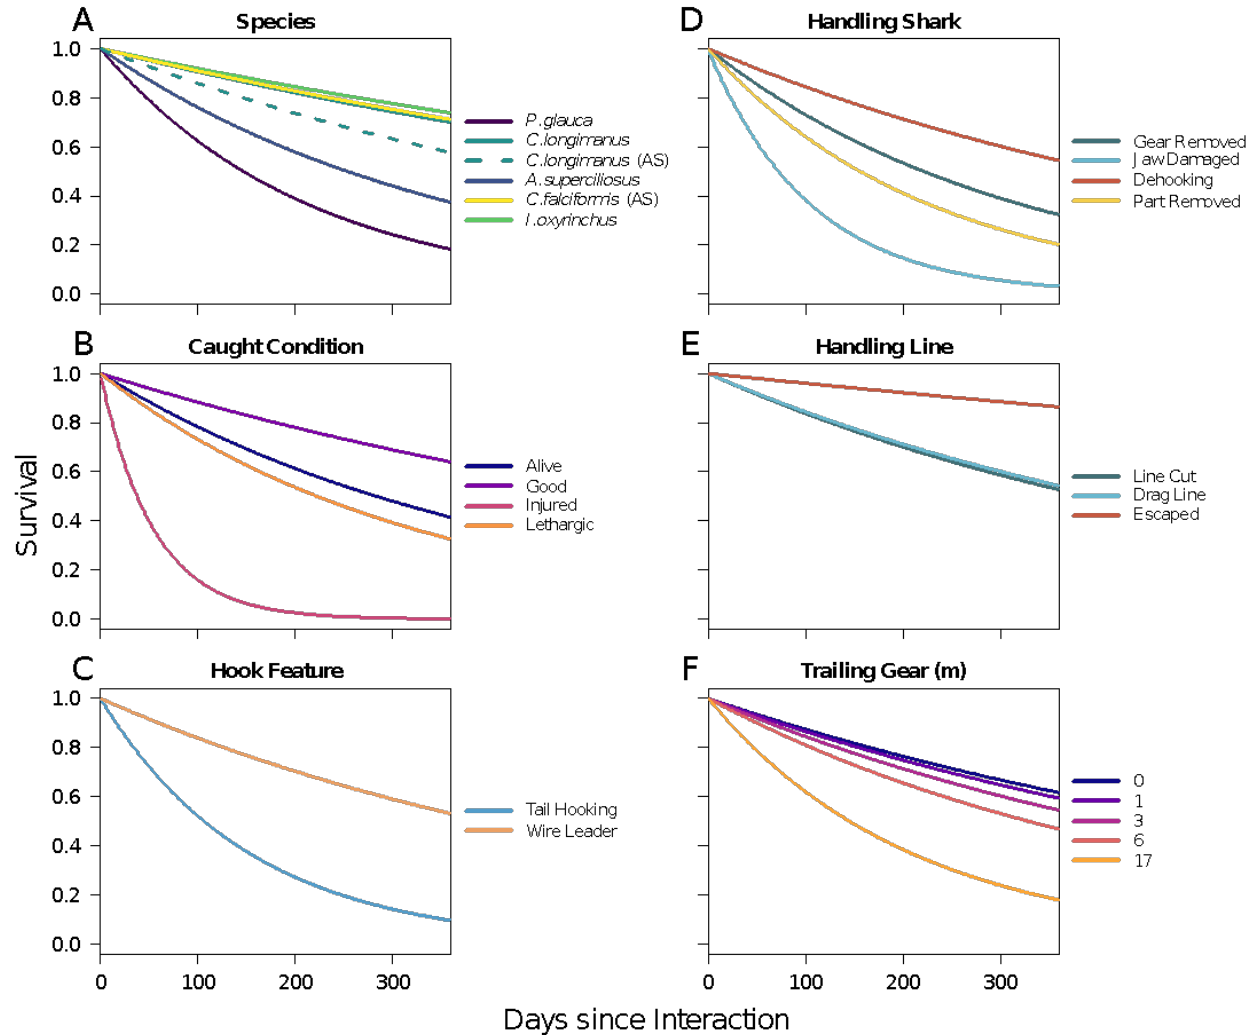 A Species
1.0
0.8
0.6
0.4
0.2
0.0
P.glauca
C.longimanus
C.longimanus (AS)
A.superciliosus
C.falciformis (AS)
I.oxyrinchus
D Handling Shark
Gear Removed
Jaw Damaged
Dehooking
Part Removed
B Caught Condition
1.0
0.8
0.6
0.4
0.2
0.0
Survival
Alive
Good
Injured
Lethargic
E Handling Line
Line Cut
Drag Line
Escaped
C Hook Feature
1.0
0.8
0.6
0.4
0.2
0.0
0 100 200 300
Tail Hooking
Wire Leader
F Trailing Gear (m)
0 100 200 300
0
1
3
6
17
Days since Interaction